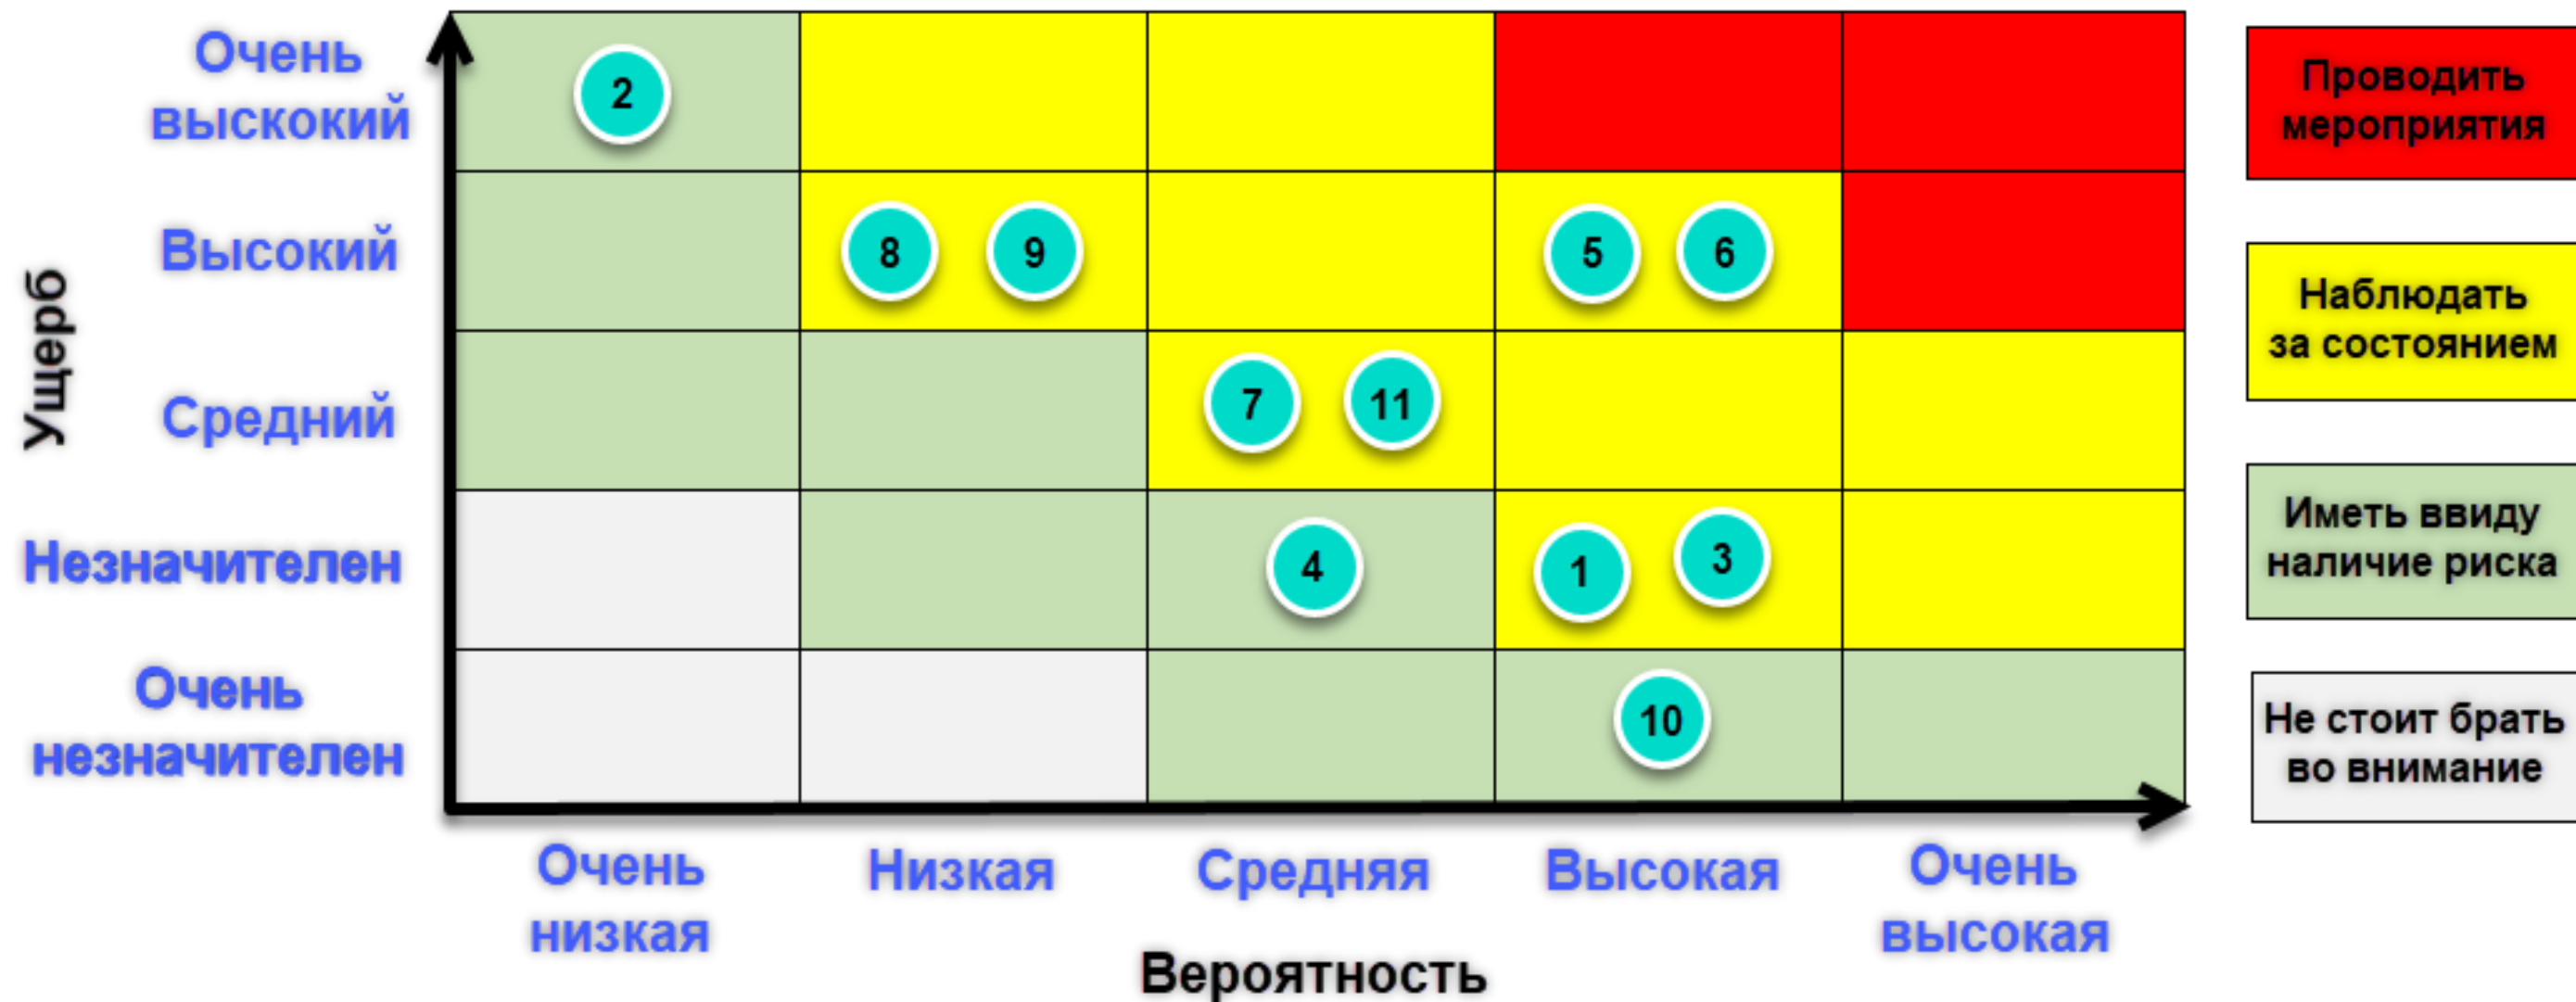 Очень
выскокий
2
Проводить
мероприятия
Высокий
8 9 5 6
Наблюдать
за состоянием
Ущерб
Средний
7 11
Иметь ввиду
наличие риска
Незначителен
4 1 3
Очень
незначителен
10
Не стоит брать
во внимание
Очень
низкая
Низкая
Средняя
Высокая
Очень
высокая
Вероятность